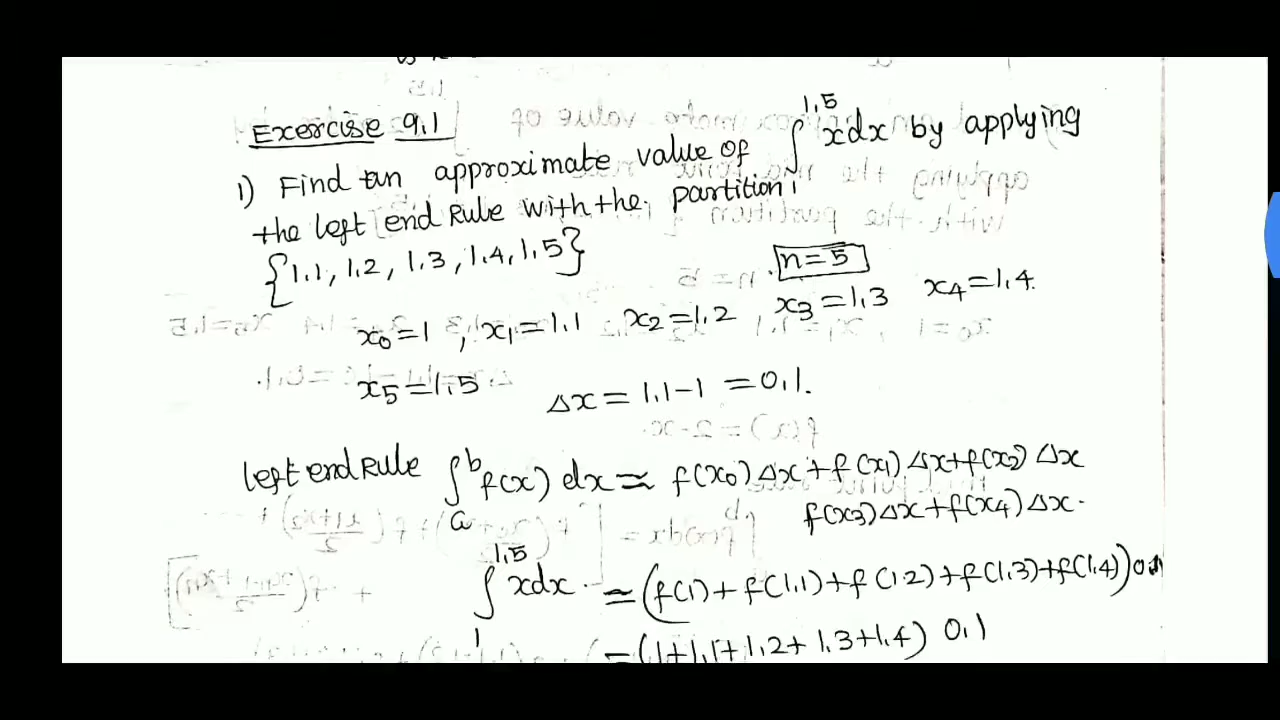 Exercise 9.1
1) Find an approximate value of ∫₁^1.5 xdx by applying
the left end Rule with the partition
{1.1, 1.2, 1.3, 1.4, 1.5}
n=5
x₀=1, x₁=1.1 x₂=1.2 x₃=1.3 x₄=1.4.
x₅=1.5 Δx = 1.1-1 = 0.1.
left end Rule ∫ₐᵇ f(x) dx ≃ f(x₀) Δx + f(x₁) Δx + f(x₂) Δx
f(x₃) Δx + f(x₄) Δx.
∫₁^1.5 xdx ≃ (f(1) + f(1.1) + f(1.2) + f(1.3) + f(1.4)) 0.1
= (1+1.1+1.2+1.3+1.4) 0.1